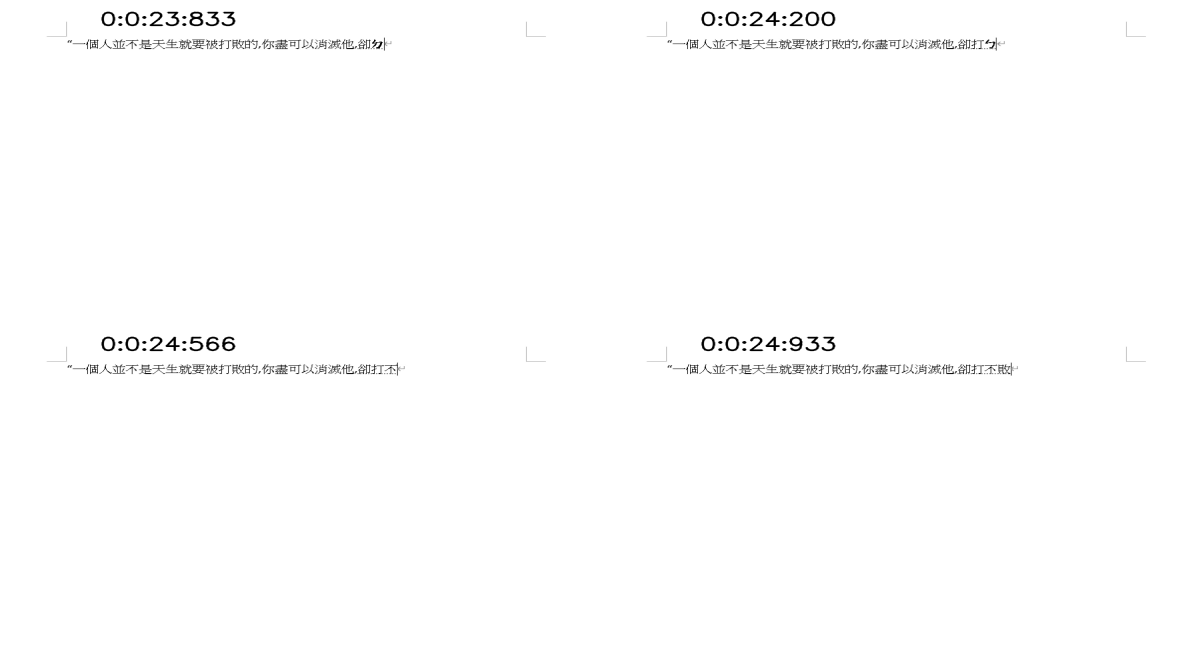 0:0:23:833
“一個人並不是天生就要被打敗的,你盡可以消滅他,卻ㄉ↵
0:0:24:200
“一個人並不是天生就要被打敗的,你盡可以消滅他,卻打ㄅ↵
0:0:24:566
“一個人並不是天生就要被打敗的,你盡可以消滅他,卻打不↵
0:0:24:933
“一個人並不是天生就要被打敗的,你盡可以消滅他,卻打不敗↵